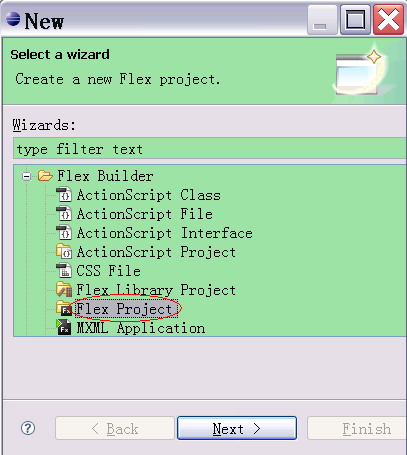 New
Select a wizard
Create a new Flex project.
Wizards:
type filter text
Flex Builder
ActionScript Class
ActionScript File
ActionScript Interface
ActionScript Project
CSS File
Flex Library Project
Flex Project
MXML Application
< Back Next > Finish